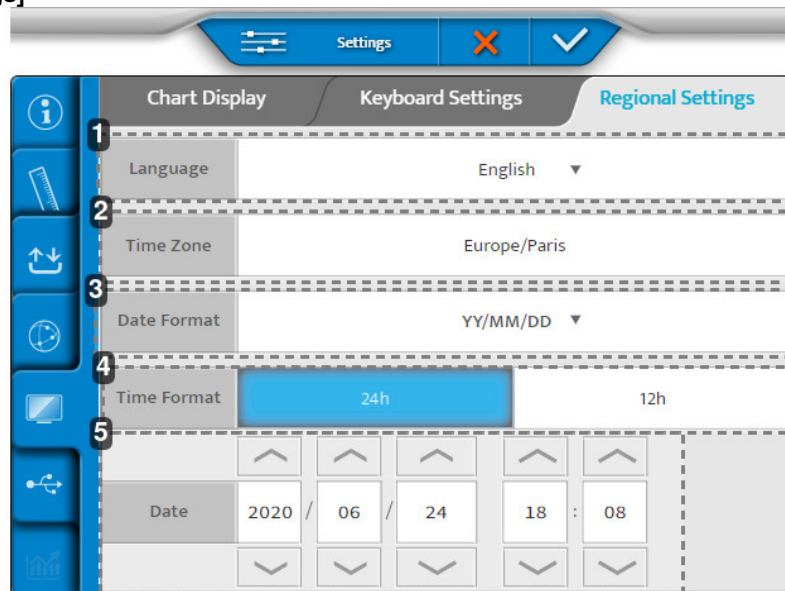 Settings
Chart Display Keyboard Settings Regional Settings
1
Language English
2
Time Zone Europe/Paris
3
Date Format YY/MM/DD
4
Time Format 24h 12h
5
Date 2020 / 06 / 24 18 : 08